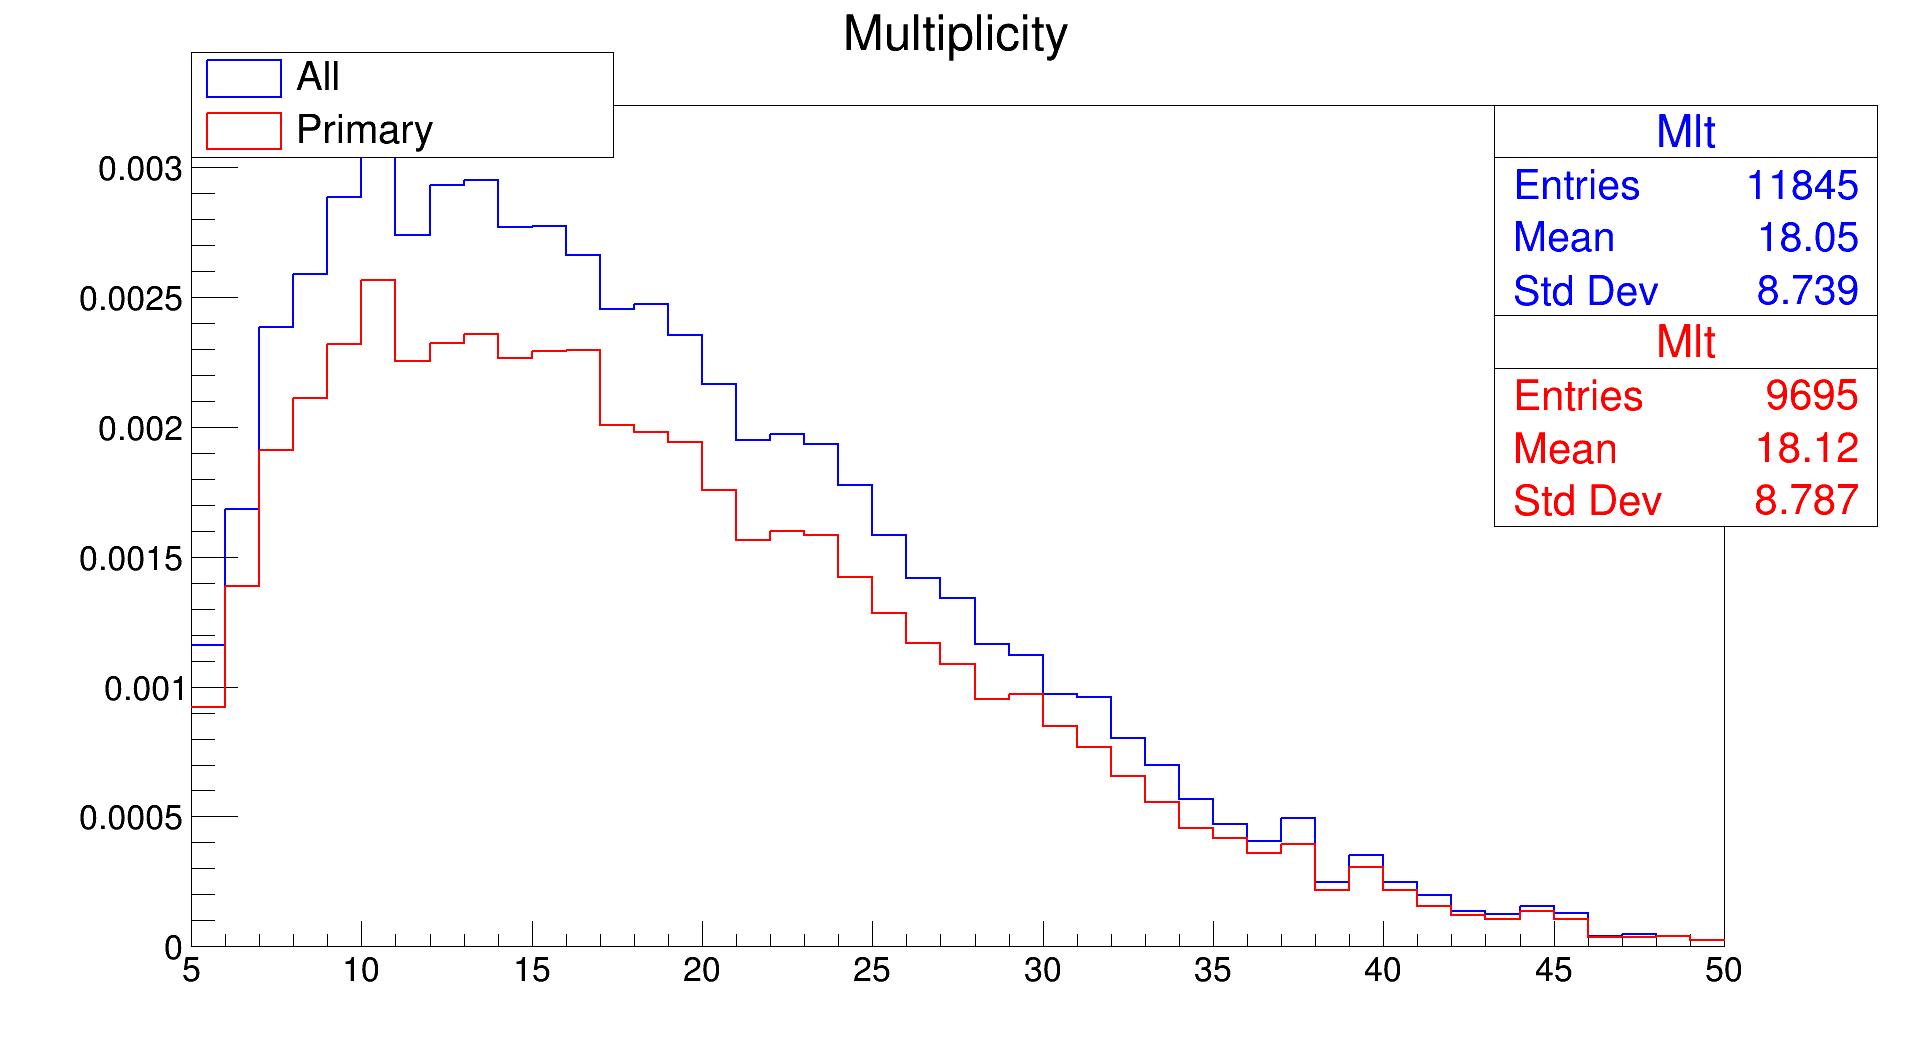 Multiplicity
All
Primary
Mlt
Entries 11845
Mean 18.05
Std Dev 8.739
Mlt
Entries 9695
Mean 18.12
Std Dev 8.787
0.003
0.0025
0.002
0.0015
0.001
0.0005
0
5 10 15 20 25 30 35 40 45 50